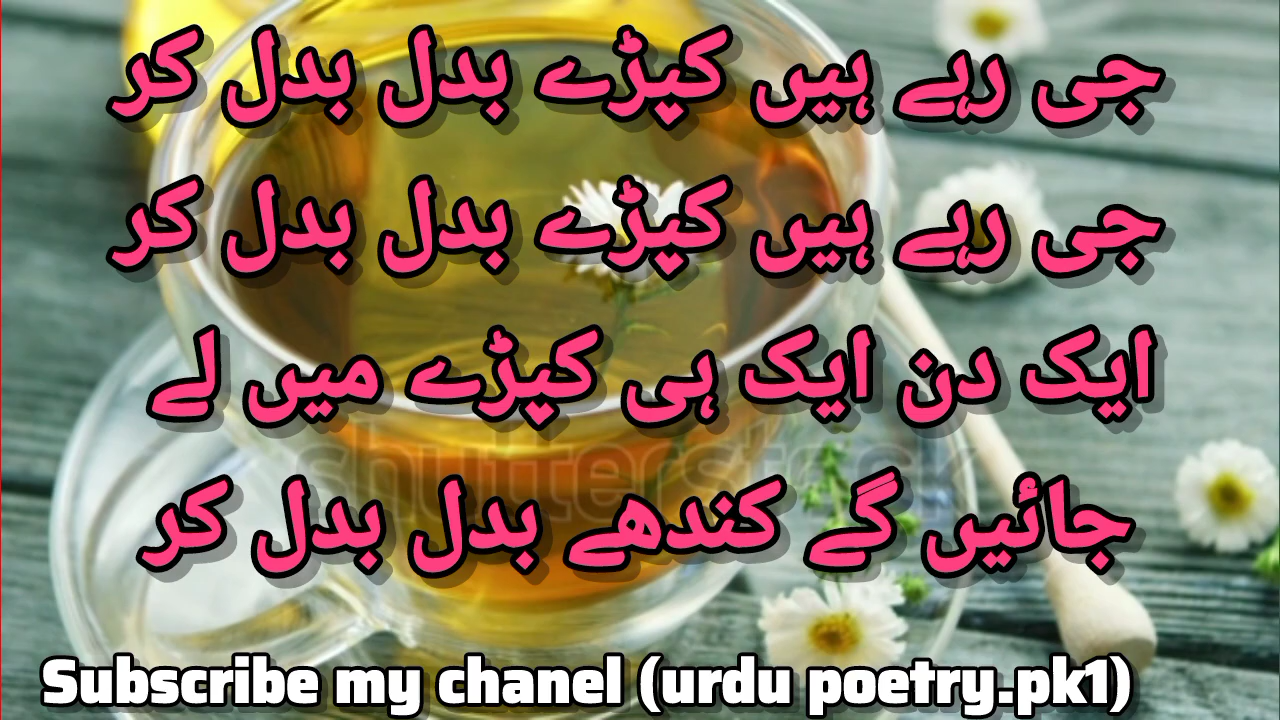 جی رہے ہیں کپڑے بدل بدل کر
جی رہے ہیں کپڑے بدل بدل کر
ایک دن ایک ہی کپڑے میں لے
جائیں گے کندھے بدل بدل کر
shutterstock
Subscribe my chanel (urdu poetry.pk1)